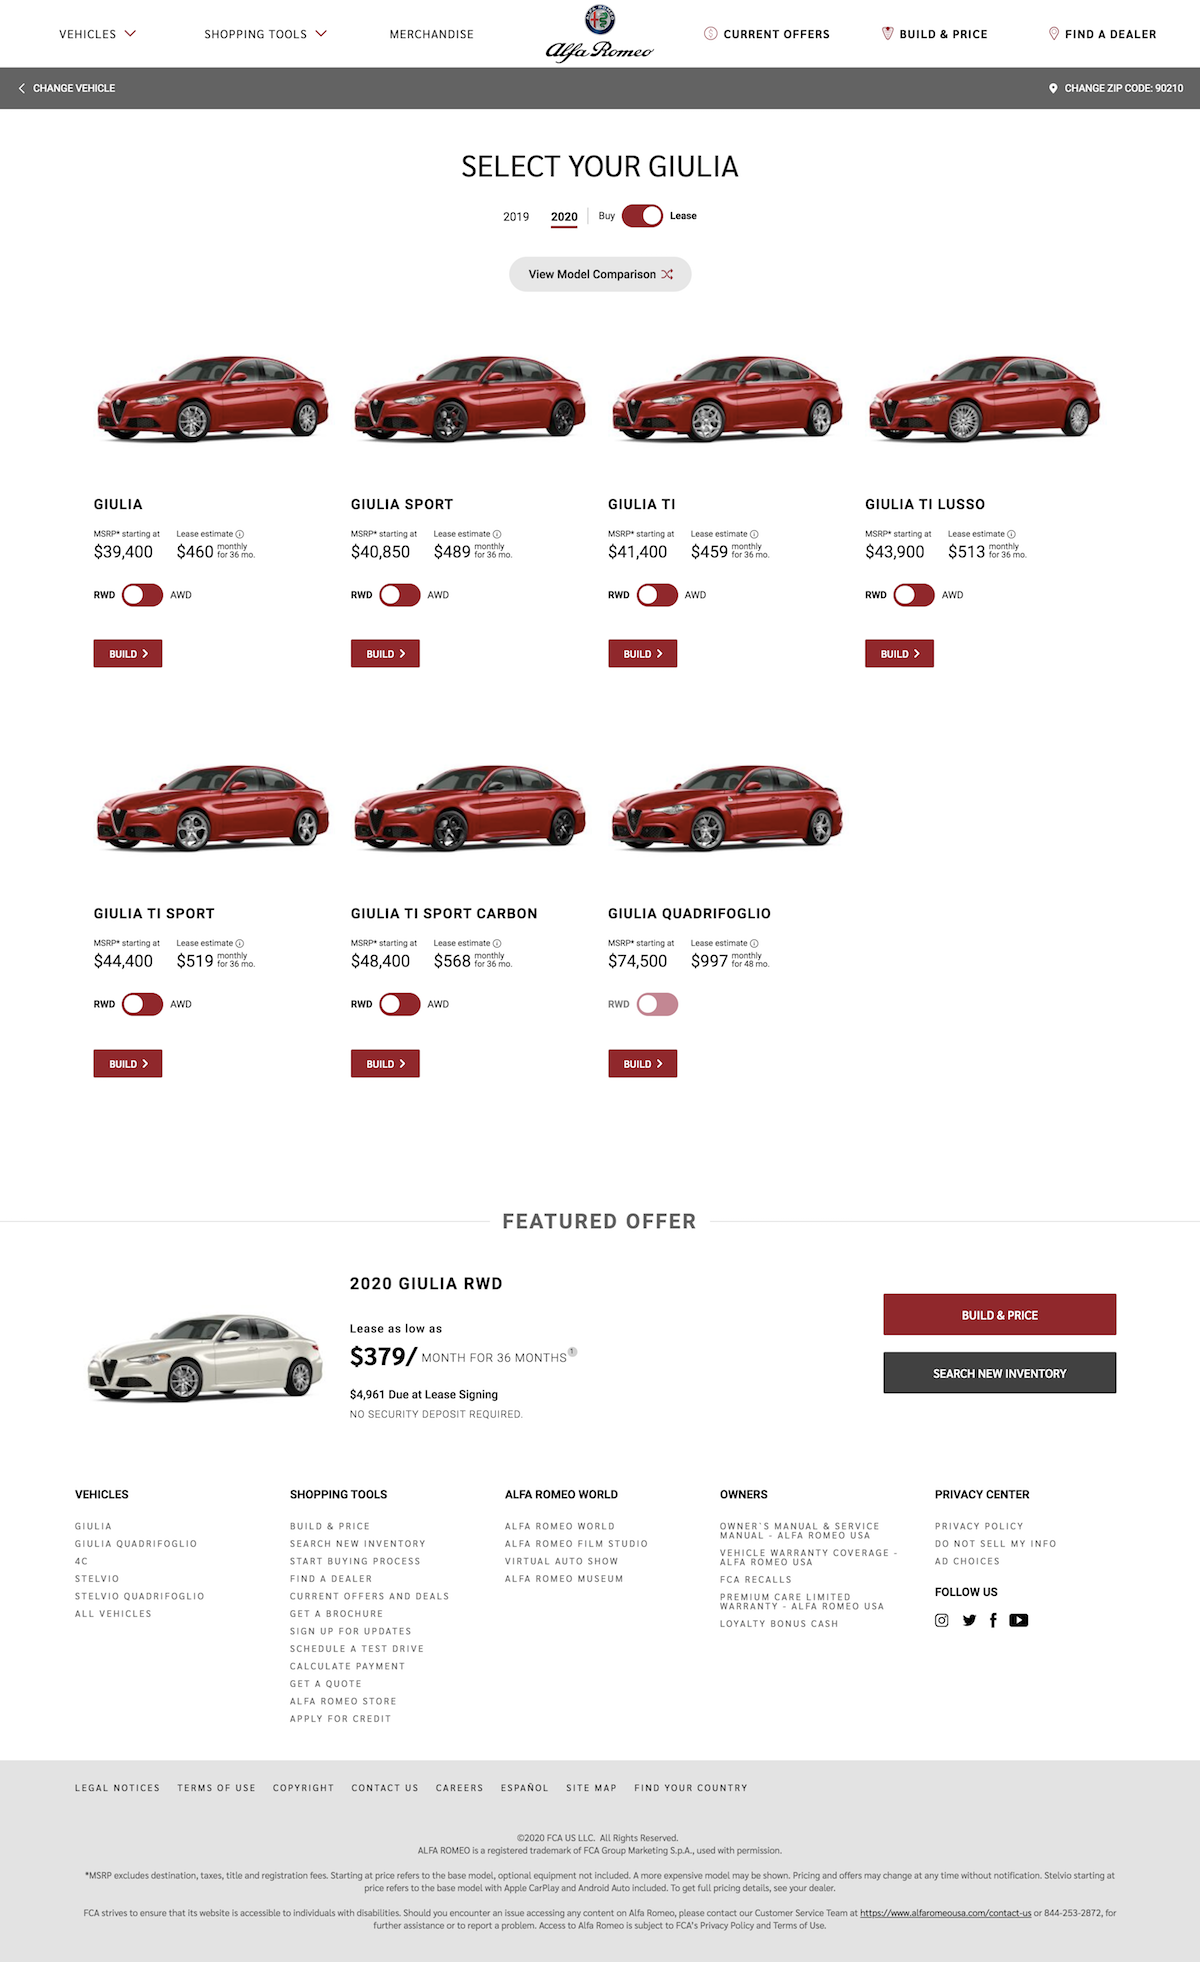 VEHICLES
SHOPPING TOOLS
MERCHANDISE
ALFA ROMEO
Alfa Romeo
CURRENT OFFERS
BUILD & PRICE
FIND A DEALER
CHANGE VEHICLE
CHANGE ZIP CODE: 90210
SELECT YOUR GIULIA
2019 2020 Buy Lease
View Model Comparison
GIULIA
MSRP* starting at Lease estimate
$39,400 $460 monthly for 36 mo.
RWD AWD
BUILD
GIULIA SPORT
MSRP* starting at Lease estimate
$40,850 $489 monthly for 36 mo.
RWD AWD
BUILD
GIULIA TI
MSRP* starting at Lease estimate
$41,400 $459 monthly for 36 mo.
RWD AWD
BUILD
GIULIA TI LUSSO
MSRP* starting at Lease estimate
$43,900 $513 monthly for 36 mo.
RWD AWD
BUILD
GIULIA TI SPORT
MSRP* starting at Lease estimate
$44,400 $519 monthly for 36 mo.
RWD AWD
BUILD
GIULIA TI SPORT CARBON
MSRP* starting at Lease estimate
$48,400 $568 monthly for 36 mo.
RWD AWD
BUILD
GIULIA QUADRIFOGLIO
MSRP* starting at Lease estimate
$74,500 $997 monthly for 48 mo.
RWD
BUILD
FEATURED OFFER
2020 GIULIA RWD
Lease as low as
$379/ MONTH FOR 36 MONTHS 1
$4,961 Due at Lease Signing
NO SECURITY DEPOSIT REQUIRED.
BUILD & PRICE
SEARCH NEW INVENTORY
VEHICLES
GIULIA
GIULIA QUADRIFOGLIO
4C
STELVIO
STELVIO QUADRIFOGLIO
ALL VEHICLES
SHOPPING TOOLS
BUILD & PRICE
SEARCH NEW INVENTORY
START BUYING PROCESS
FIND A DEALER
CURRENT OFFERS AND DEALS
GET A BROCHURE
SIGN UP FOR UPDATES
SCHEDULE A TEST DRIVE
CALCULATE PAYMENT
GET A QUOTE
ALFA ROMEO STORE
APPLY FOR CREDIT
ALFA ROMEO WORLD
ALFA ROMEO WORLD
ALFA ROMEO FILM STUDIO
VIRTUAL AUTO SHOW
ALFA ROMEO MUSEUM
OWNERS
OWNER`S MANUAL & SERVICE
MANUAL - ALFA ROMEO USA
VEHICLE WARRANTY COVERAGE -
ALFA ROMEO USA
FCA RECALLS
PREMIUM CARE LIMITED
WARRANTY - ALFA ROMEO USA
LOYALTY BONUS CASH
PRIVACY CENTER
PRIVACY POLICY
DO NOT SELL MY INFO
AD CHOICES
FOLLOW US
LEGAL NOTICES TERMS OF USE COPYRIGHT CONTACT US CAREERS ESPAÑOL SITE MAP FIND YOUR COUNTRY
©2020 FCA US LLC. All Rights Reserved.
ALFA ROMEO is a registered trademark of FCA Group Marketing S.p.A., used with permission.
*MSRP excludes destination, taxes, title and registration fees. Starting at price refers to the base model, optional equipment not included. A more expensive model may be shown. Pricing and offers may change at any time without notification. Stelvio starting at
price refers to the base model with Apple CarPlay and Android Auto included. To get full pricing details, see your dealer.
FCA strives to ensure that its website is accessible to individuals with disabilities. Should you encounter an issue accessing any content on Alfa Romeo, please contact our Customer Service Team at https://www.alfaromeousa.com/contact-us or 844-253-2872, for
further assistance or to report a problem. Access to Alfa Romeo is subject to FCA's Privacy Policy and Terms of Use.